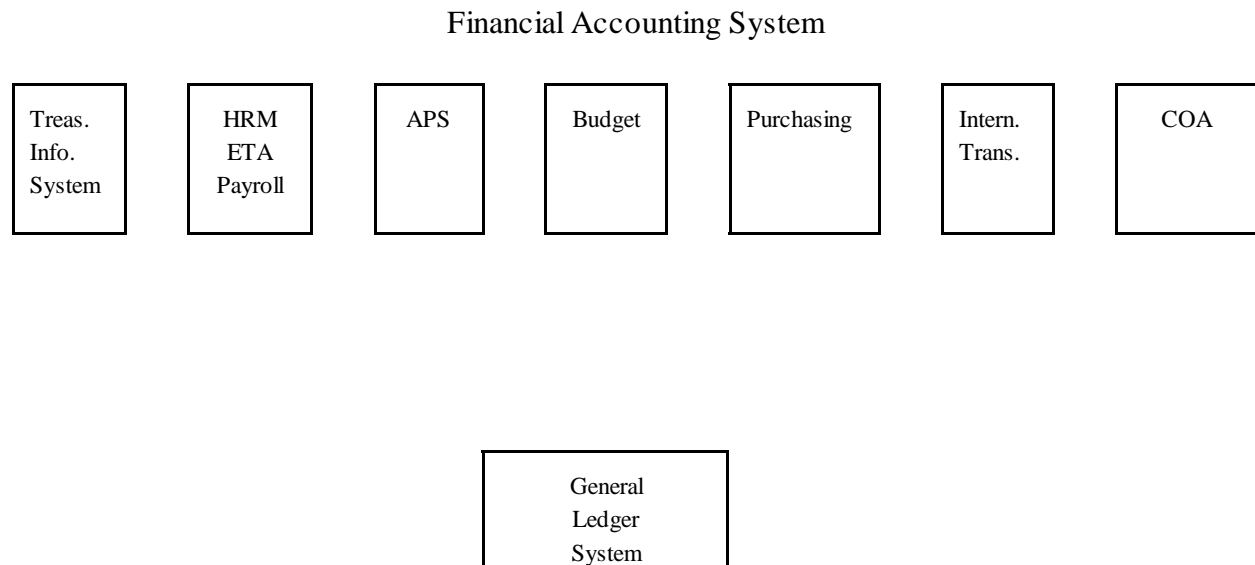 Financial Accounting System
Treas.
Info.
System
HRM
ETA
Payroll
APS
Budget
Purchasing
Intern.
Trans.
COA
General
Ledger
System